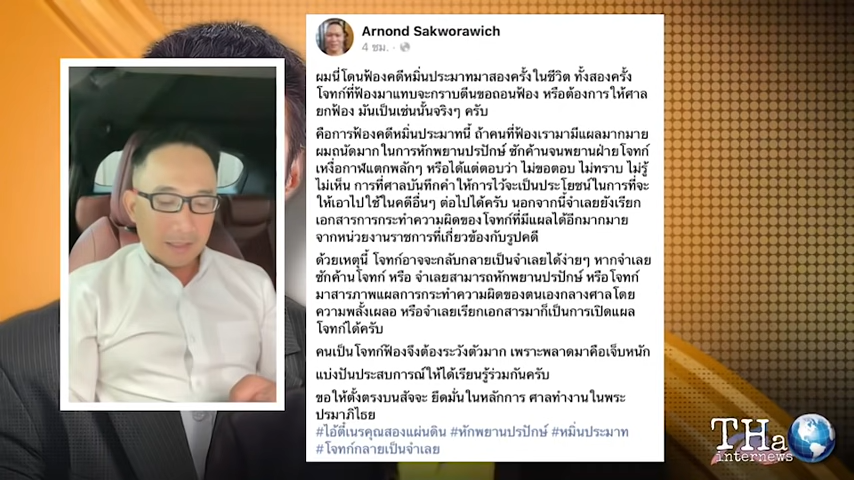 Arnond Sakworawich
4 ชม. ·
ผมนี่โดนฟ้องคดีหมิ่นประมาทมาสองครั้งในชีวิต ทั้งสองครั้ง
โจทก์ที่ฟ้องมาแทบจะกราบตีนขอถอนฟ้อง หรือต้องการให้ศาล
ยกฟ้อง มันเป็นเช่นนั้นจริงๆ ครับ
คือการฟ้องคดีหมิ่นประมาทนี้ ถ้าคนที่ฟ้องเรามามีแผลมากมาย
ผมถนัดมากในการหักพยานปรปักษ์ ซักค้านจนพยานฝ่ายโจทก์
เหงื่อกาฬแตกพลักๆ หรือได้แต่ตอบว่า ไม่ขอตอบ ไม่ทราบ ไม่รู้
ไม่เห็น การที่ศาลบันทึกคำให้การไว้จะเป็นประโยชน์ในการที่จะ
ให้เอาไปใช้ในคดีอื่นๆ ต่อไปได้ครับ นอกจากนี้จำเลยยังเรียก
เอกสารการกระทำความผิดของโจทก์ที่มีแผลได้อีกมากมาย
จากหน่วยงานราชการที่เกี่ยวข้องกับรูปคดี
ด้วยเหตุนี้ โจทก์อาจจะกลับกลายเป็นจำเลยได้ง่ายๆ หากจำเลย
ซักค้านโจทก์ หรือ จำเลยสามารถหักพยานปรปักษ์ หรือโจทก์
มาสารภาพแผลการกระทำความผิดของตนเองกลางศาลโดย
ความพลั้งเผลอ หรือจำเลยเรียกเอกสารมาก็เป็นการเปิดแผล
โจทก์ได้ครับ
คนเป็นโจทก์ฟ้องจึงต้องระวังตัวมาก เพราะพลาดมาคือเจ็บหนัก
แบ่งปันประสบการณ์ให้ได้เรียนรู้ร่วมกันครับ
ขอให้ตั้งตรงบนสัจจะ ยึดมั่นในหลักการ ศาลทำงานในพระ
ปรมาภิไธย
#ไอ้ตี๋เนรคุณสองแผ่นดิน #หักพยานปรปักษ์ #หมิ่นประมาท
#โจทก์กลายเป็นจำเลย
THa
internews